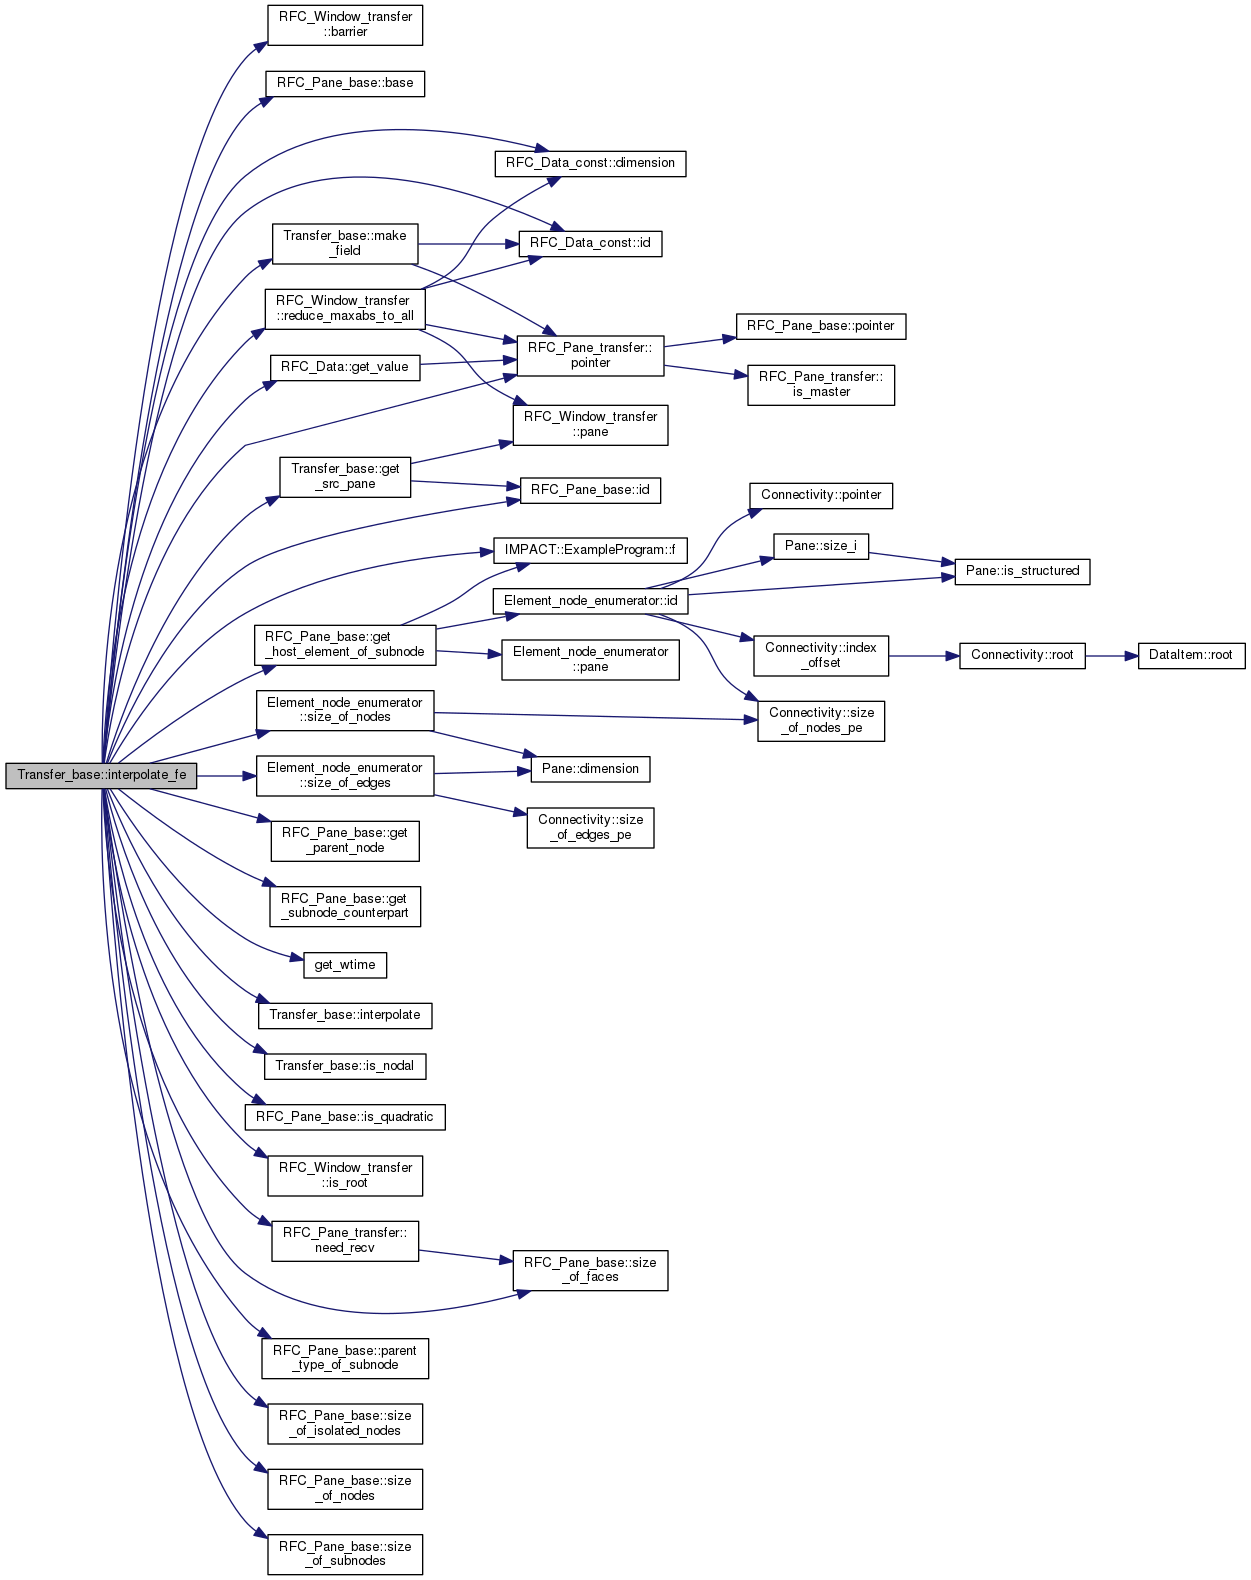 RFC_Window_transfer
::barrier
RFC_Pane_base::base
RFC_Data_const::dimension
Transfer_base::make
_field
RFC_Data_const::id
RFC_Window_transfer
::reduce_maxabs_to_all
RFC_Pane_base::pointer
RFC_Pane_transfer::
pointer
RFC_Data::get_value
RFC_Pane_transfer::
is_master
RFC_Window_transfer
::pane
Transfer_base::get
_src_pane
RFC_Pane_base::id
Connectivity::pointer
IMPACT::ExampleProgram::f
Pane::size_i
Pane::is_structured
Element_node_enumerator::id
RFC_Pane_base::get
_host_element_of_subnode
Element_node_enumerator
::pane
Connectivity::index
_offset
Connectivity::root
DataItem::root
Element_node_enumerator
::size_of_nodes
Connectivity::size
_of_nodes_pe
Transfer_base::interpolate_fe
Element_node_enumerator
::size_of_edges
Pane::dimension
RFC_Pane_base::get
_parent_node
Connectivity::size
_of_edges_pe
RFC_Pane_base::get
_subnode_counterpart
get_wtime
Transfer_base::interpolate
Transfer_base::is_nodal
RFC_Pane_base::is_quadratic
RFC_Window_transfer
::is_root
RFC_Pane_transfer::
need_recv
RFC_Pane_base::size
_of_faces
RFC_Pane_base::parent
_type_of_subnode
RFC_Pane_base::size
_of_isolated_nodes
RFC_Pane_base::size
_of_nodes
RFC_Pane_base::size
_of_subnodes